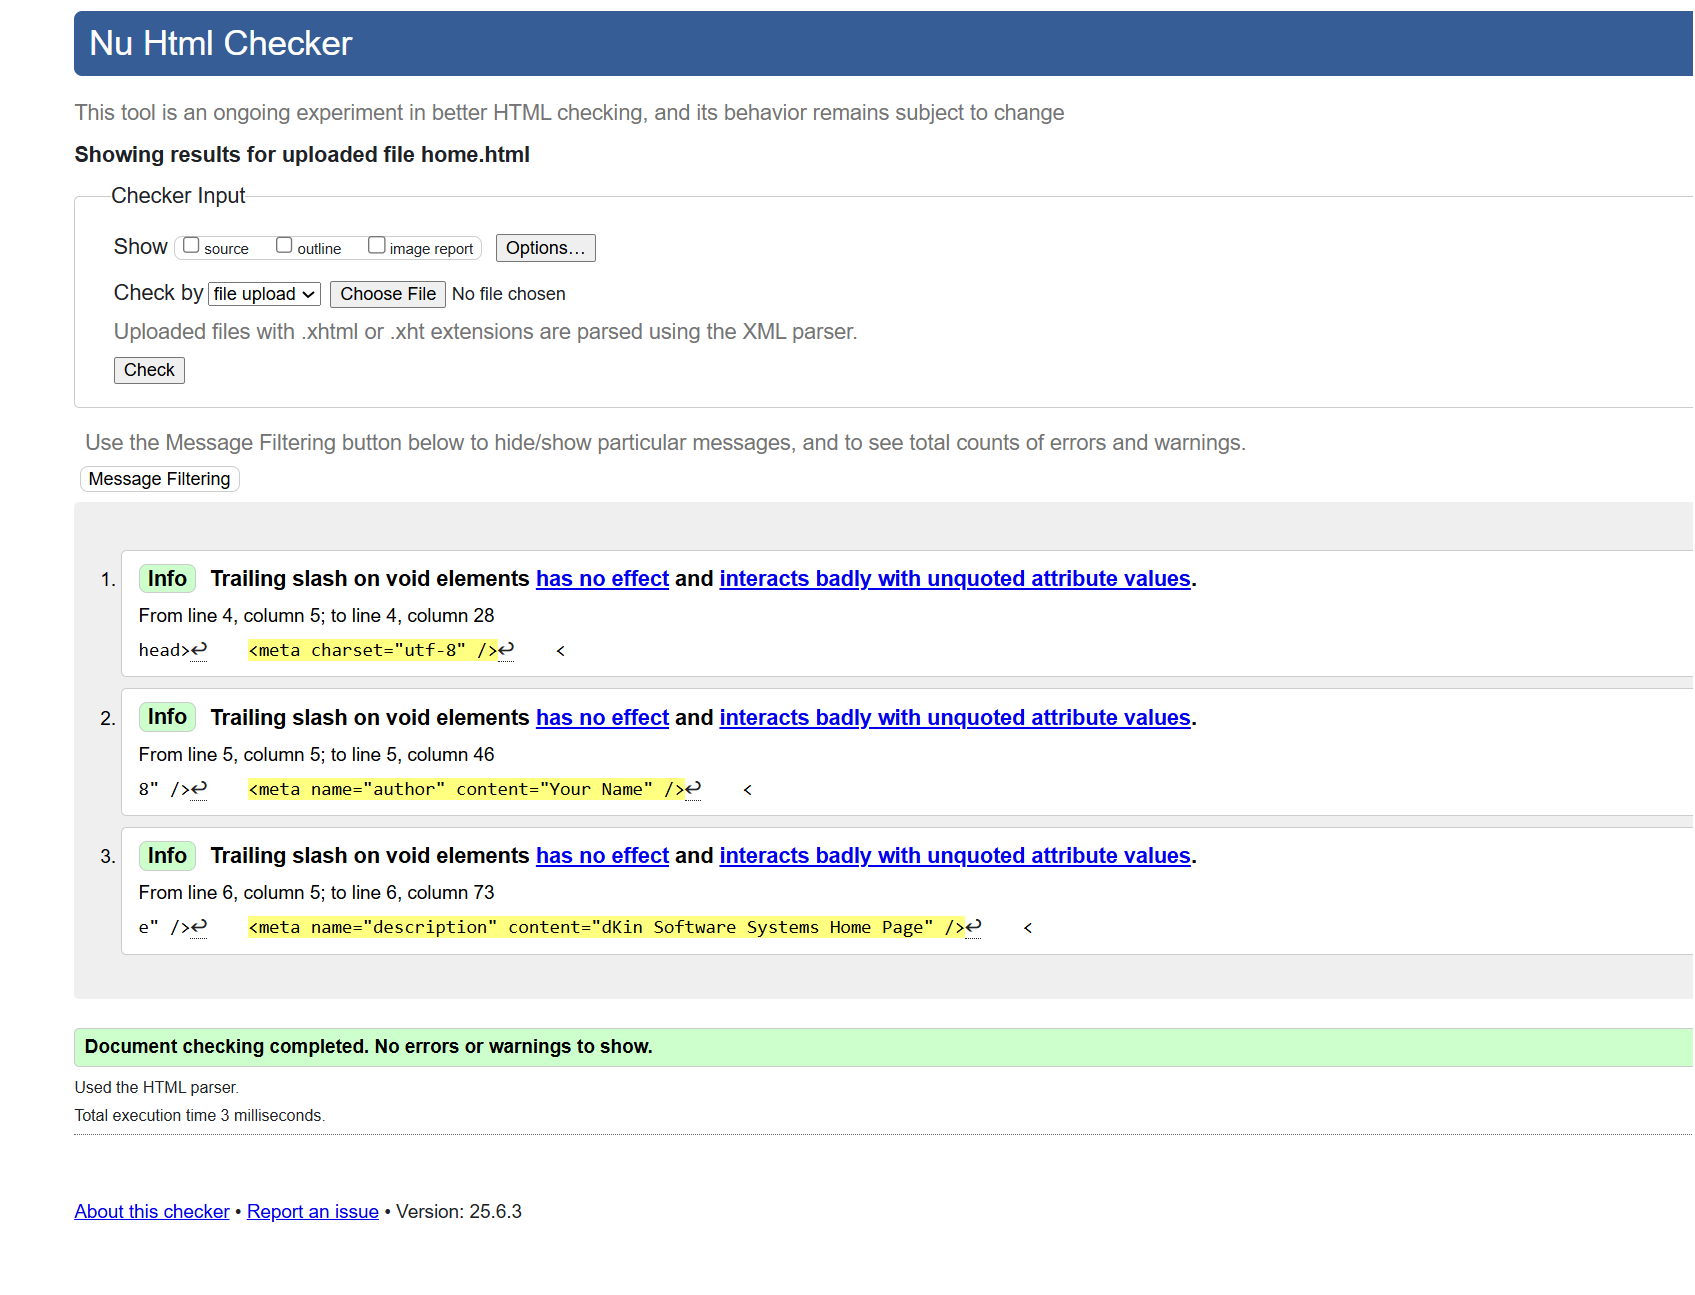 Nu Html Checker
This tool is an ongoing experiment in better HTML checking, and its behavior remains subject to change
Showing results for uploaded file home.html
Checker Input
Show source outline image report Options...
Check by file upload Choose File No file chosen
Uploaded files with .xhtml or .xht extensions are parsed using the XML parser.
Check
Use the Message Filtering button below to hide/show particular messages, and to see total counts of errors and warnings.
Message Filtering
1. Info Trailing slash on void elements has no effect and interacts badly with unquoted attribute values.
From line 4, column 5; to line 4, column 28
head>↩ <meta charset="utf-8" />↩ <
2. Info Trailing slash on void elements has no effect and interacts badly with unquoted attribute values.
From line 5, column 5; to line 5, column 46
8" />↩ <meta name="author" content="Your Name" />↩ <
3. Info Trailing slash on void elements has no effect and interacts badly with unquoted attribute values.
From line 6, column 5; to line 6, column 73
e" />↩ <meta name="description" content="dKin Software Systems Home Page" />↩ <
Document checking completed. No errors or warnings to show.
Used the HTML parser.
Total execution time 3 milliseconds.
About this checker • Report an issue • Version: 25.6.3